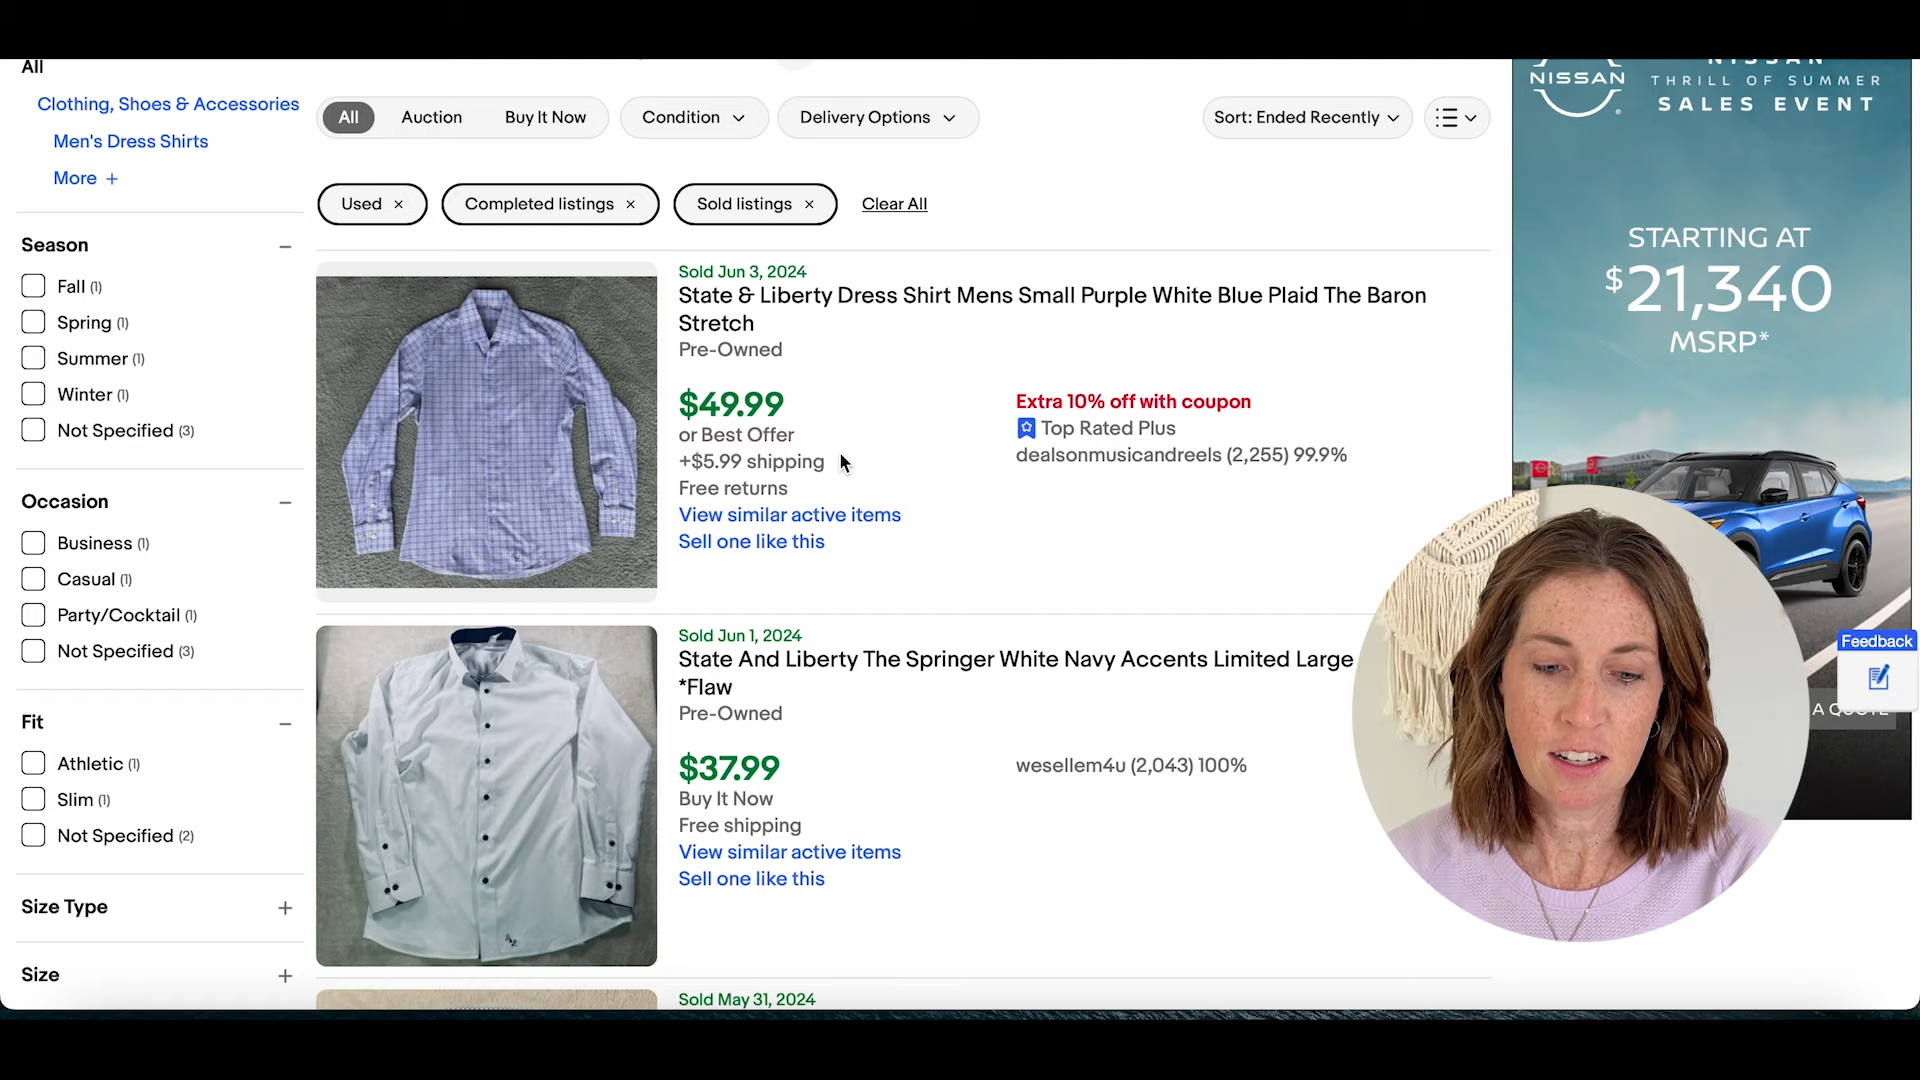 All
Clothing, Shoes & Accessories
Men's Dress Shirts
More +
Season
Fall (1)
Spring (1)
Summer (1)
Winter (1)
Not Specified (3)
Occasion
Business (1)
Casual (1)
Party/Cocktail (1)
Not Specified (3)
Fit
Athletic (1)
Slim (1)
Not Specified (2)
Size Type
Size
All
Auction
Buy It Now
Condition
Delivery Options
Sort: Ended Recently
Used ×
Completed listings ×
Sold listings ×
Clear All
Sold Jun 3, 2024
State & Liberty Dress Shirt Mens Small Purple White Blue Plaid The Baron
Stretch
Pre-Owned
$49.99
or Best Offer
+$5.99 shipping
Free returns
View similar active items
Sell one like this
Extra 10% off with coupon
Top Rated Plus
dealsonmusicandreels (2,255) 99.9%
Sold Jun 1, 2024
State And Liberty The Springer White Navy Accents Limited Large
*Flaw
Pre-Owned
$37.99
Buy It Now
Free shipping
View similar active items
Sell one like this
wesellem4u (2,043) 100%
Sold May 31, 2024
NISSAN
NISSAN
THRILL OF SUMMER
SALES EVENT
STARTING AT
$21,340
MSRP*
Feedback
A QUOTE